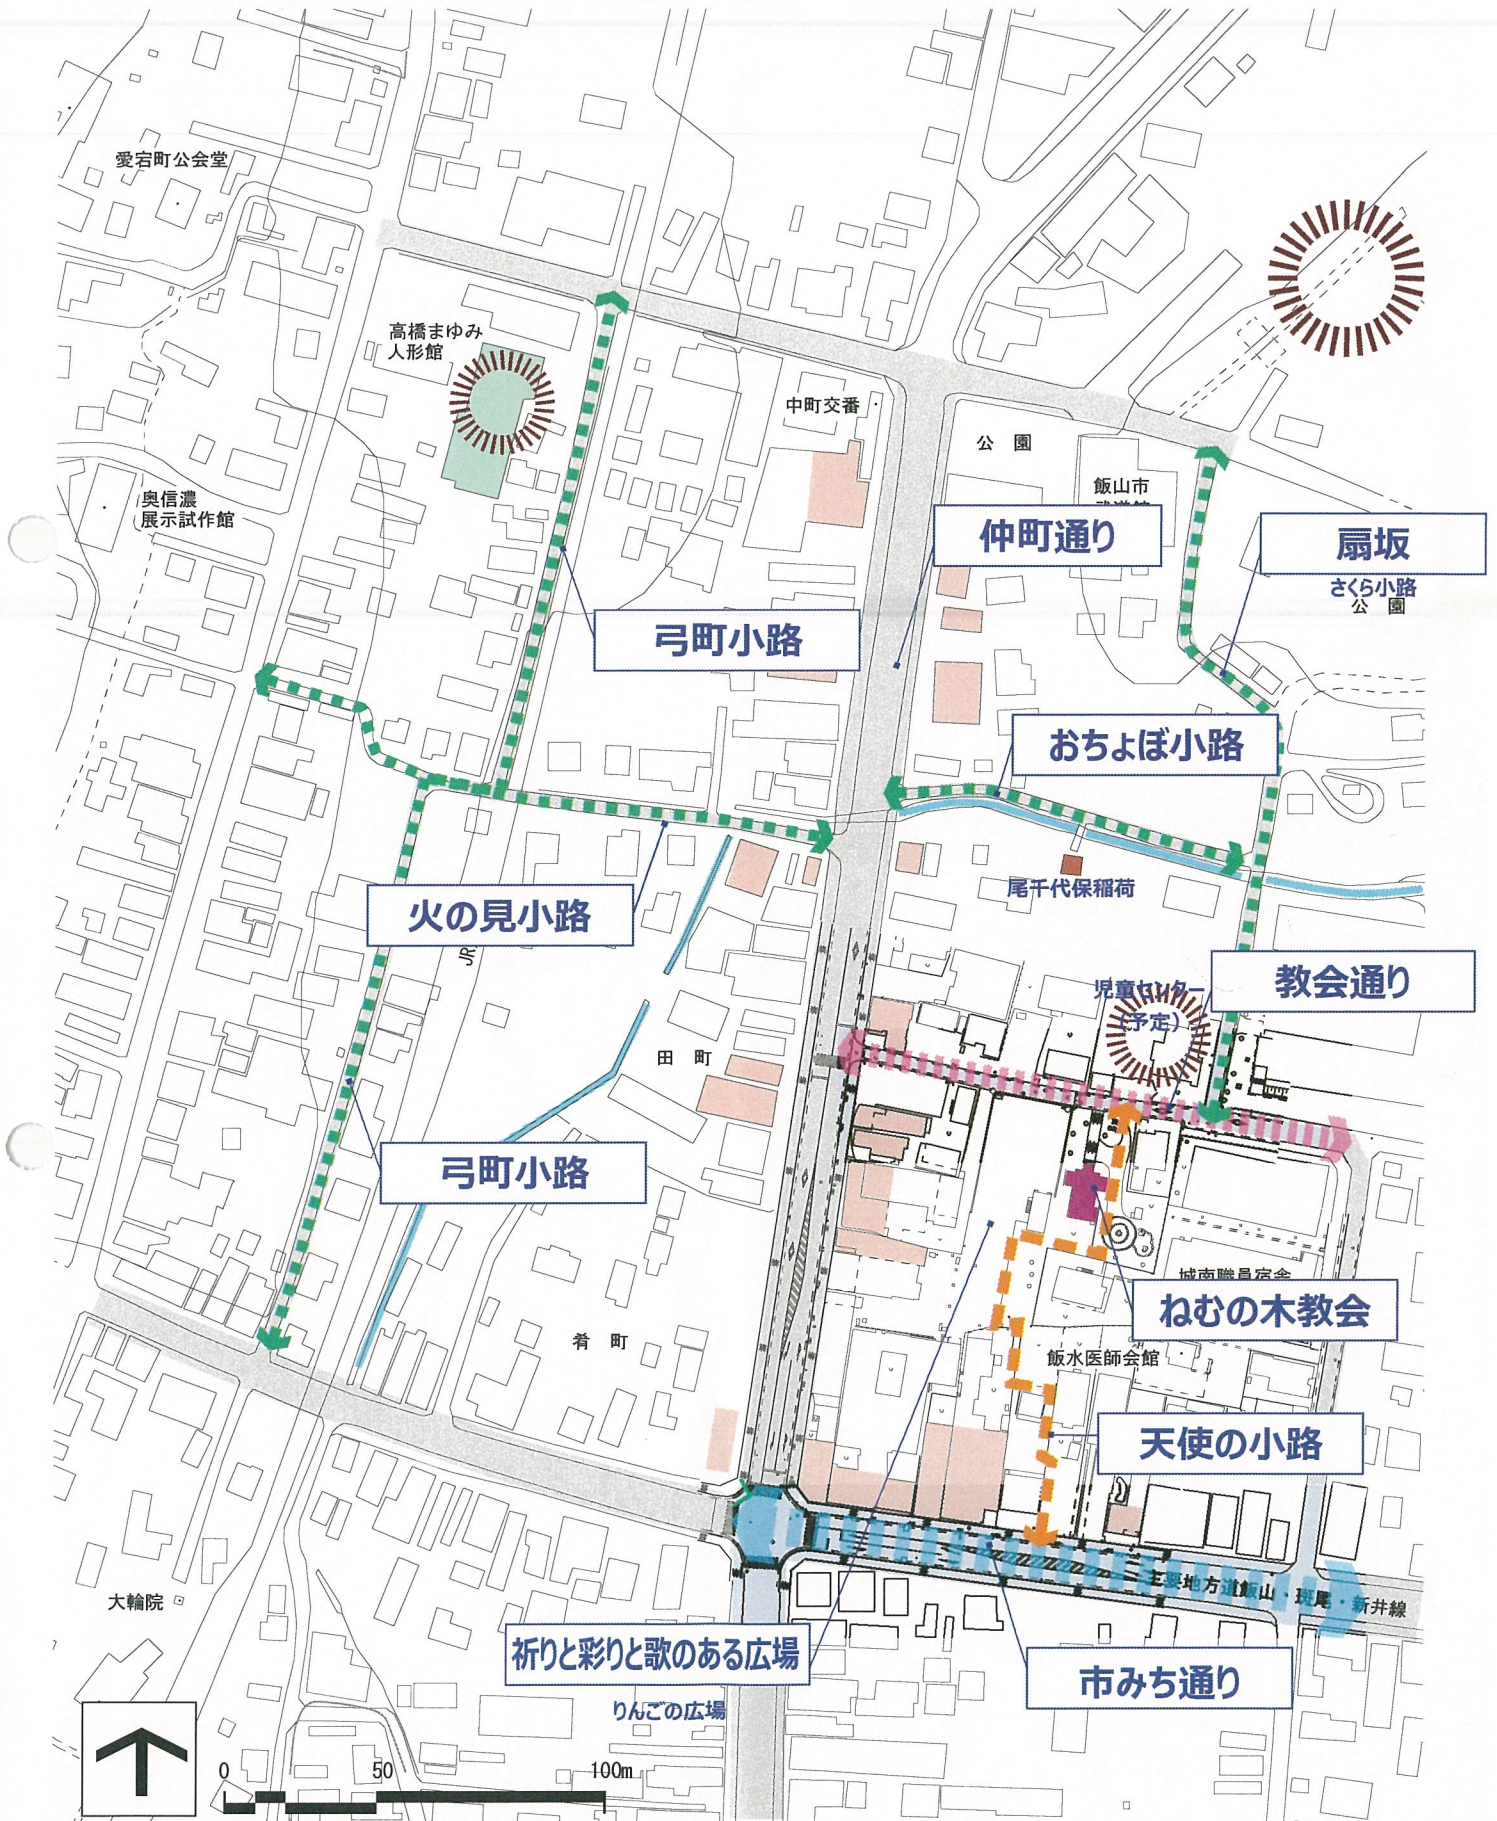 愛宕町公会堂
高橋まゆみ
人形館
中町交番
公 園
飯山市
奥信濃
展示試作館
仲町通り
扇坂
さくら小路
公 園
弓町小路
おちょぼ小路
尾千代保稲荷
火の見小路
JR
教会通り
児童センター
(予定)
田 町
弓町小路
城南職員宿舎
ねむの木教会
肴 町
飯水医師会館
天使の小路
主要地方道飯山・斑尾・新井線
大輪院
祈りと彩りと歌のある広場
りんごの広場
市みち通り
0 50 100m